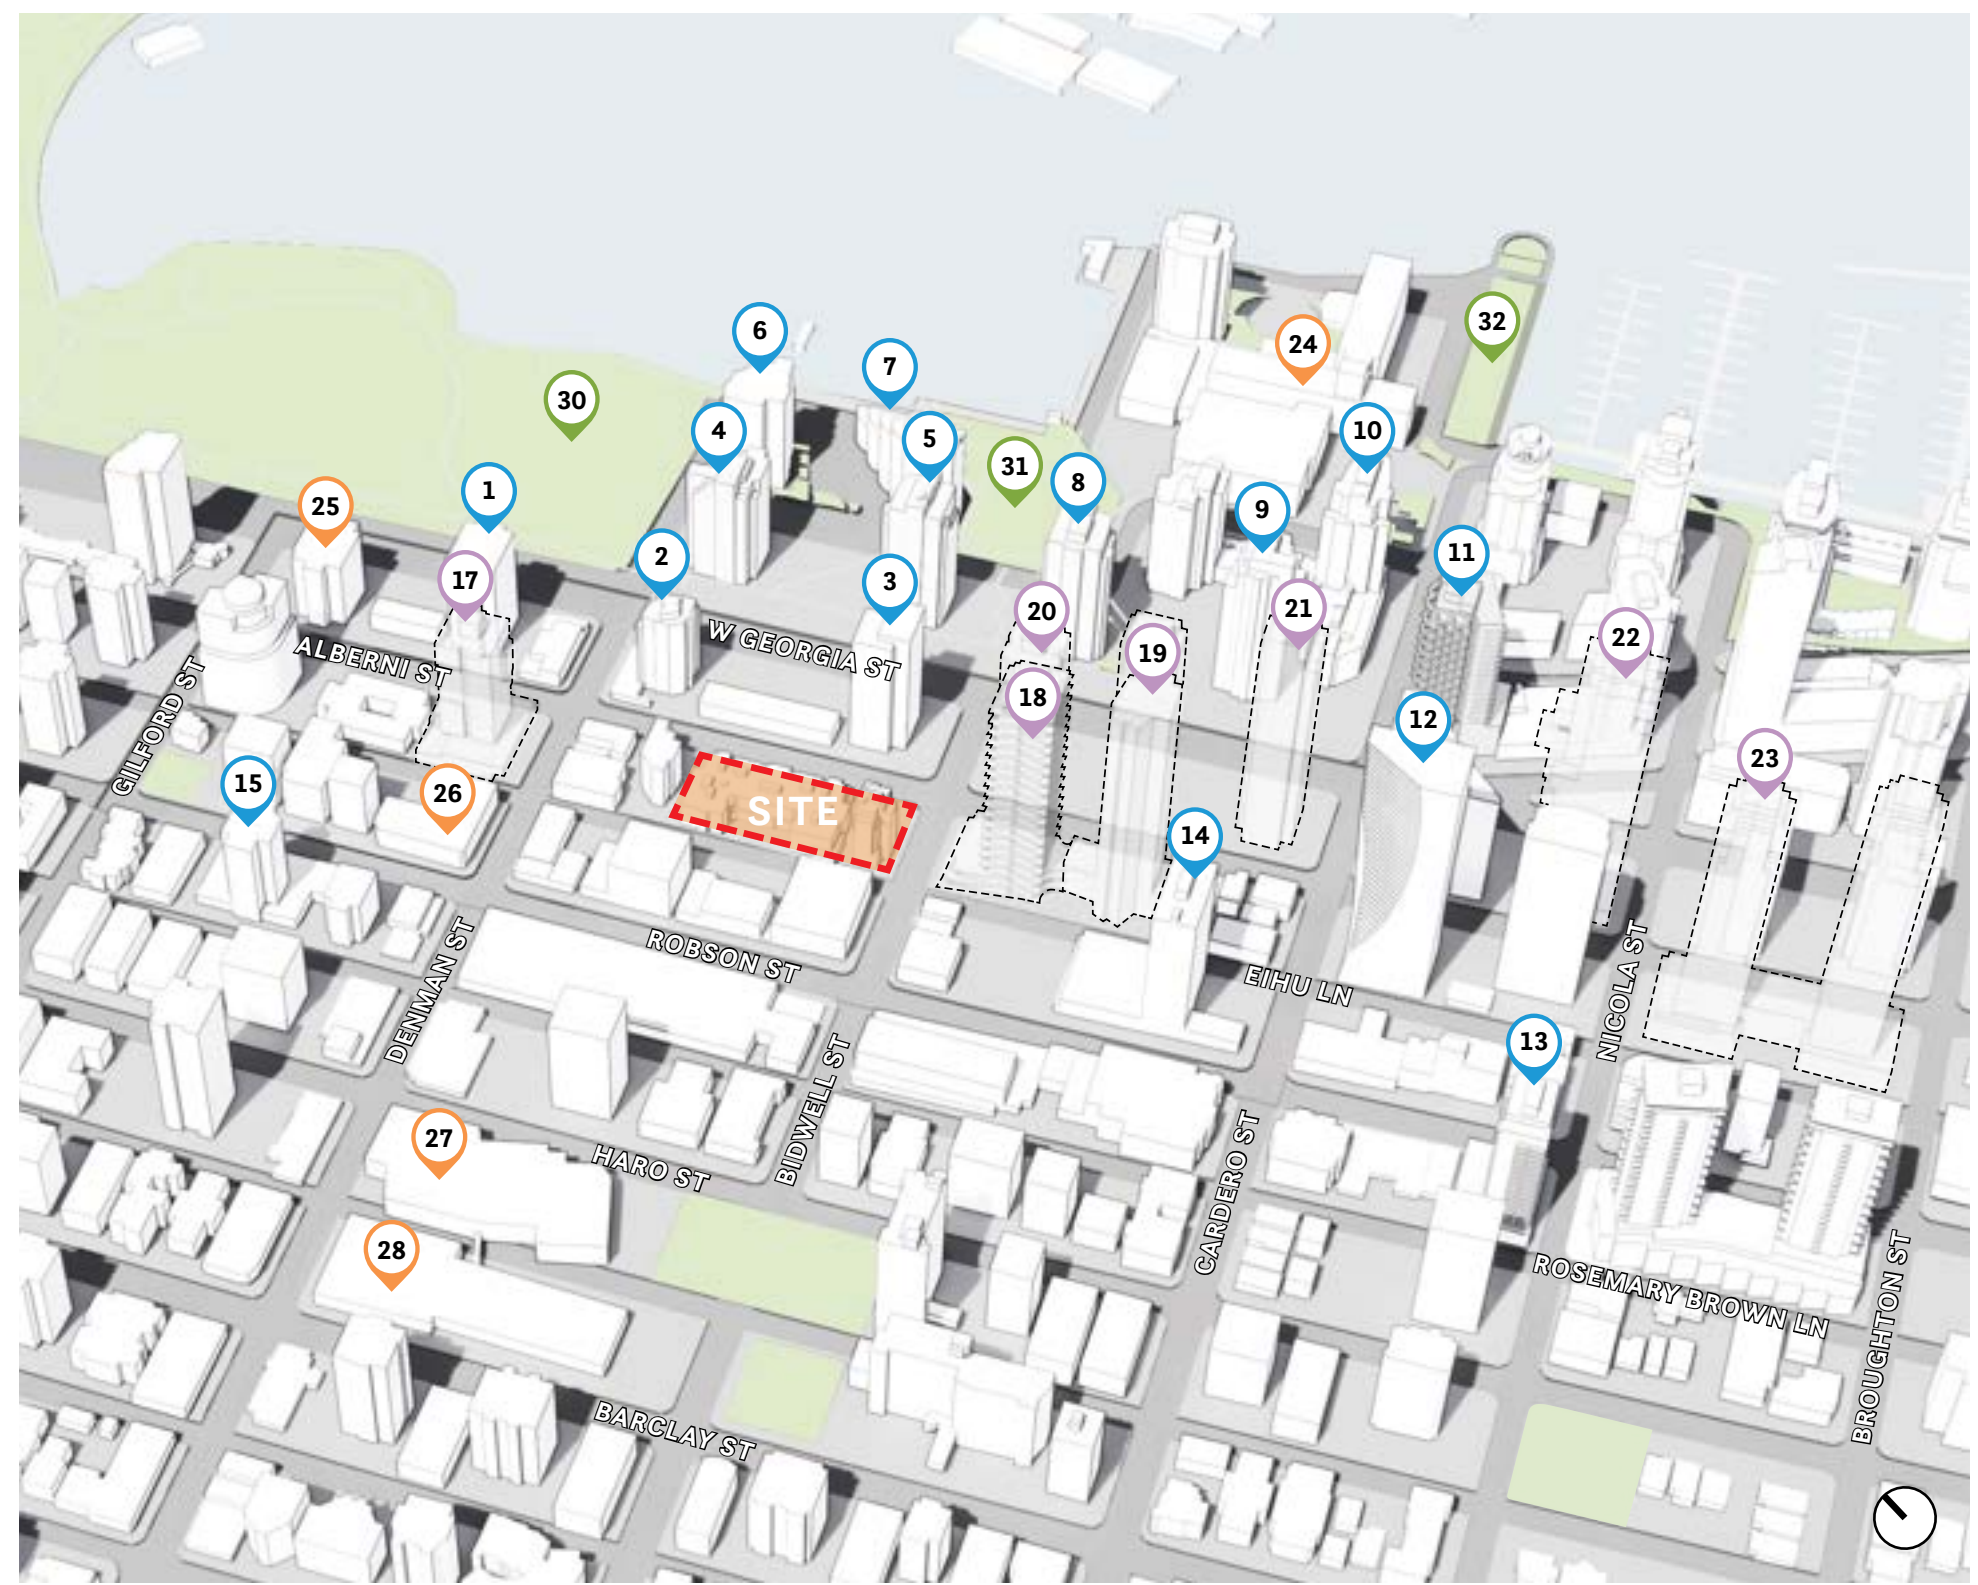 6
32
24
7
30
4
10
5
31
8
1
25
9
2
11
17
3
20
21
W GEORGIA ST
22
ALBERNI ST
19
18
GILFORD ST
12
23
15
26
SITE
14
ROBSON ST
EIHU LN
DENMAN ST
NICOLA ST
13
BIDWELL ST
27
HARO ST
CARDERO ST
28
ROSEMARY BROWN LN
BROUGHTON ST
BARCLAY ST